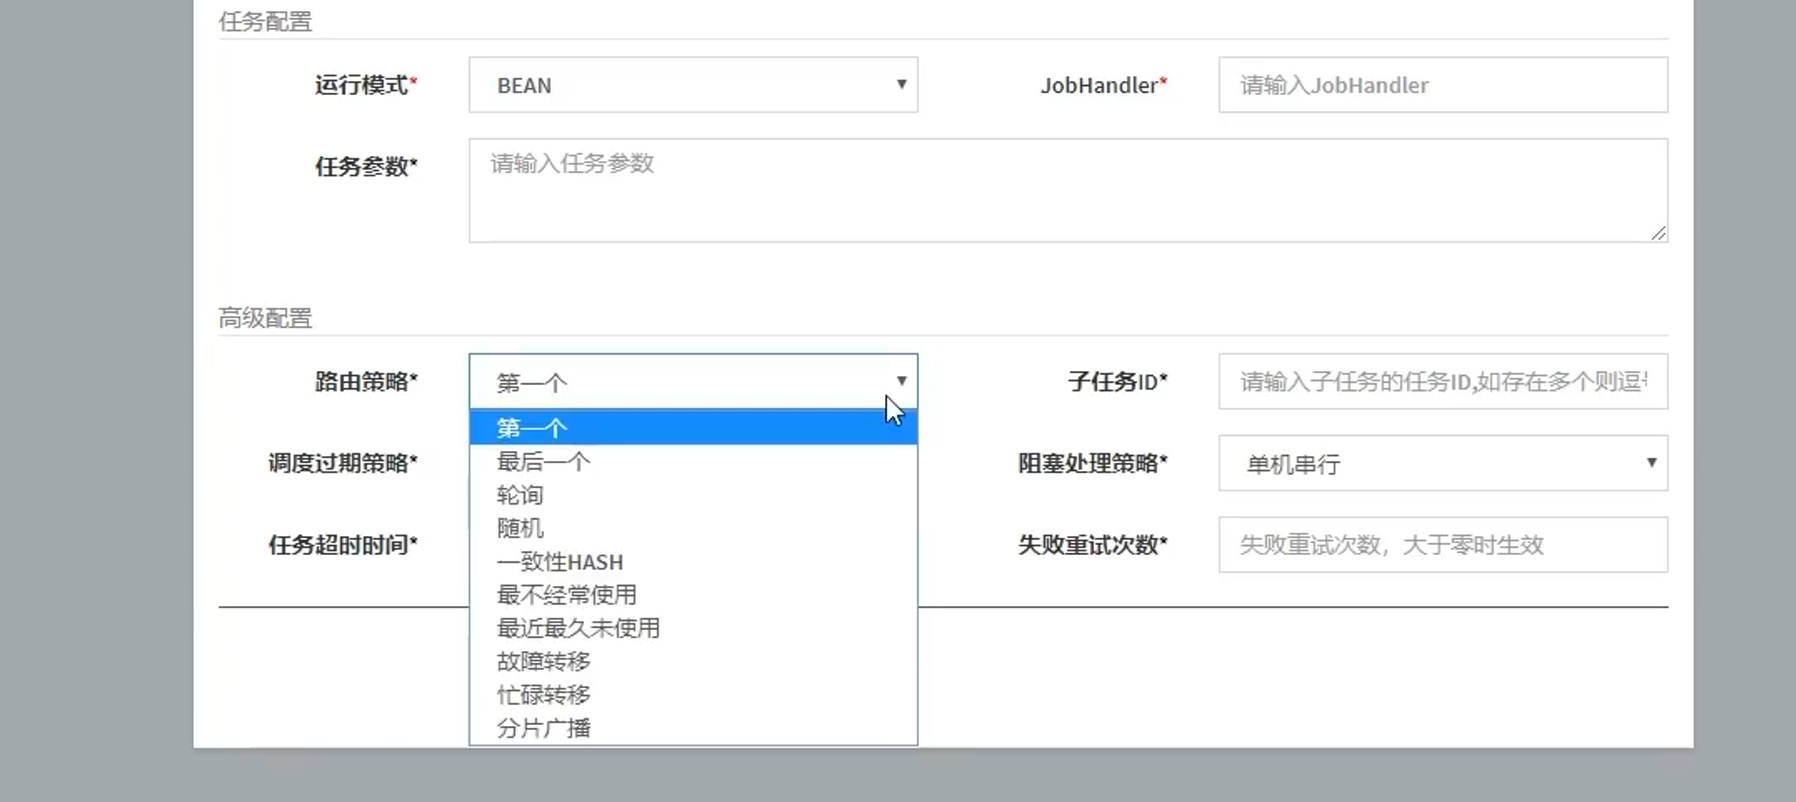 任务配置
运行模式* BEAN JobHandler* 请输入JobHandler
任务参数* 请输入任务参数
高级配置
路由策略* 第一个 子任务ID* 请输入子任务的任务ID,如存在多个则逗
第一个
调度过期策略* 最后一个 阻塞处理策略* 单机串行
轮询
随机
任务超时时间* 一致性HASH 失败重试次数* 失败重试次数，大于零时生效
最不经常使用
最近最久未使用
故障转移
忙碌转移
分片广播